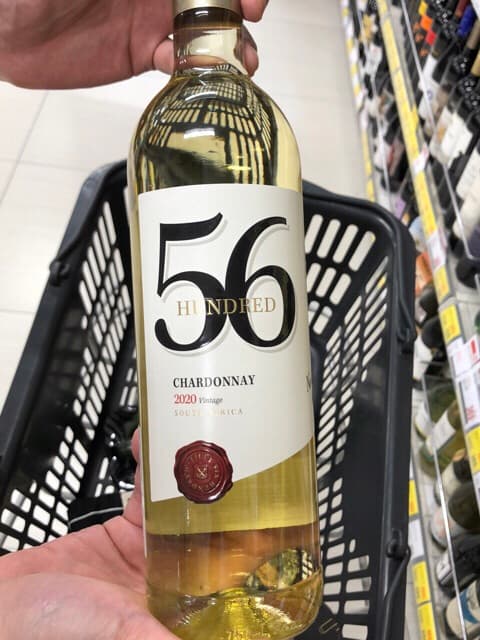 56
HUNDRED
CHARDONNAY
2020 Vintage
SOUTH AFRICA